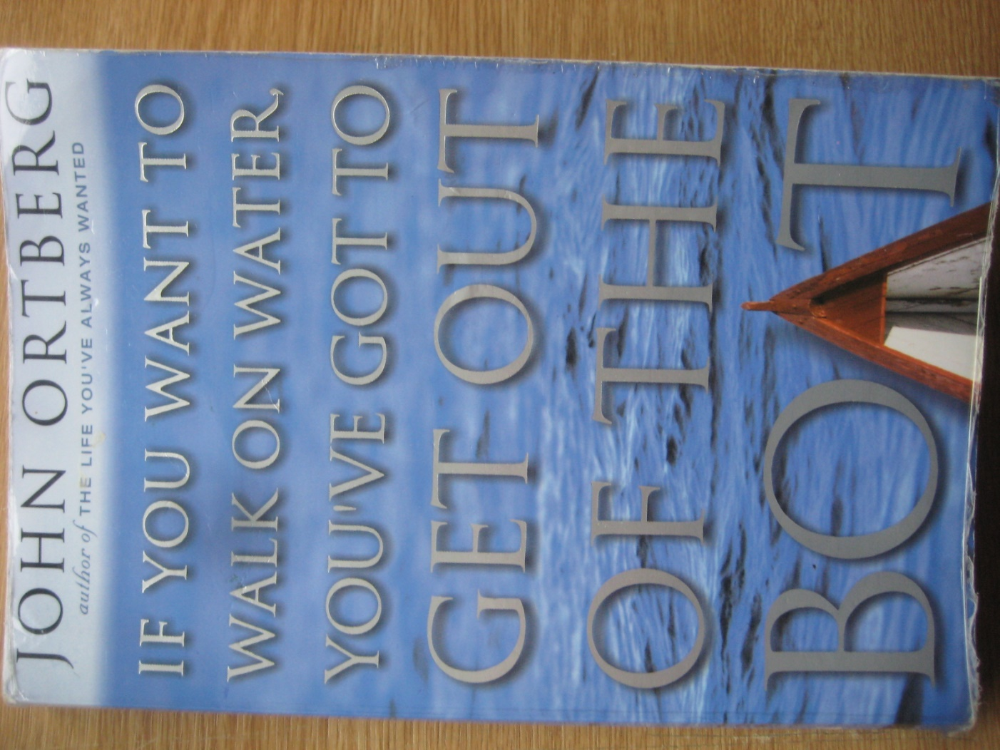 JOHN ORTBERG
author of THE LIFE YOU'VE ALWAYS WANTED
IF YOU WANT TO
WALK ON WATER,
YOU'VE GOT TO
GET OUT
OF THE
BOAT